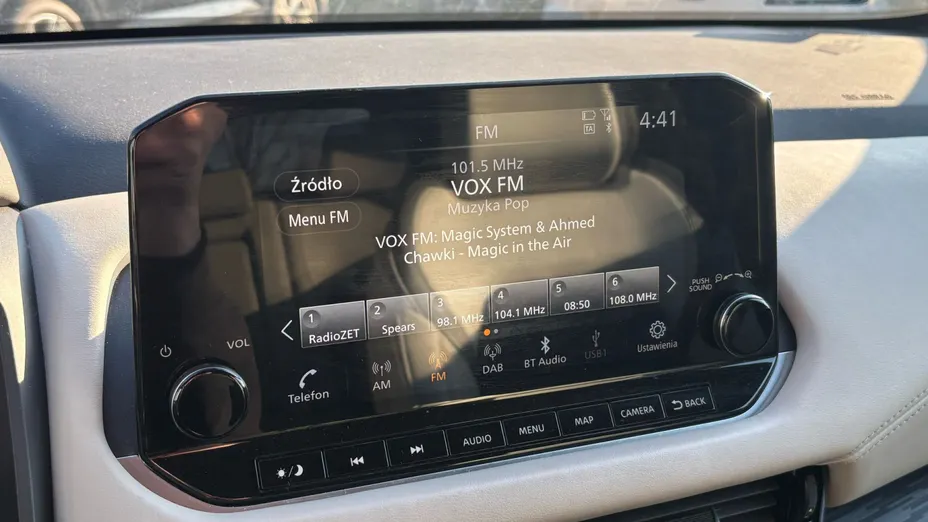 FM
TA
4:41
101.5 MHz
VOX FM
Muzyka Pop
Źródło
Menu FM
VOX FM: Magic System & Ahmed
Chawki - Magic in the Air
1 RadioZET
2 Spears
3 98.1 MHz
4 104.1 MHz
5 08:50
6 108.0 MHz
PUSH
SOUND
VOL
Telefon
AM
FM
DAB
BT Audio
USB1
Ustawienia
AUDIO
MENU
MAP
CAMERA
BACK